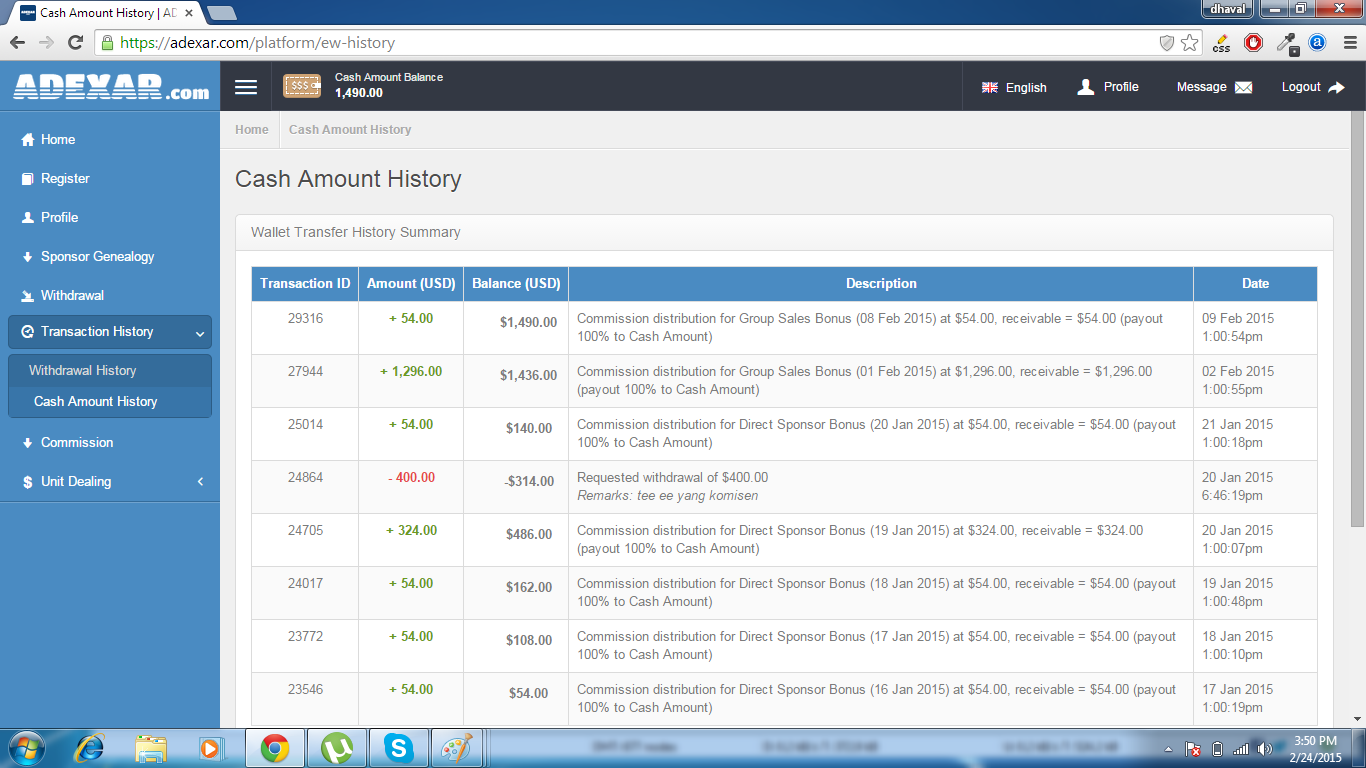 Cash Amount History | AD
dhaval
https://adexar.com/platform/ew-history
css
a
ADEXAR.com
$$$
Cash Amount Balance
1,490.00
English
Profile
Message
Logout
Home
Register
Profile
Sponsor Genealogy
Withdrawal
Transaction History
Withdrawal History
Cash Amount History
Commission
$ Unit Dealing
Home
Cash Amount History
Cash Amount History
Wallet Transfer History Summary
Transaction ID Amount (USD) Balance (USD) Description Date
29316 + 54.00 $1,490.00 Commission distribution for Group Sales Bonus (08 Feb 2015) at $54.00, receivable = $54.00 (payout 09 Feb 2015
100% to Cash Amount) 1:00:54pm
27944 + 1,296.00 $1,436.00 Commission distribution for Group Sales Bonus (01 Feb 2015) at $1,296.00, receivable = $1,296.00 02 Feb 2015
(payout 100% to Cash Amount) 1:00:55pm
25014 + 54.00 $140.00 Commission distribution for Direct Sponsor Bonus (20 Jan 2015) at $54.00, receivable = $54.00 (payout 21 Jan 2015
100% to Cash Amount) 1:00:18pm
24864 - 400.00 -$314.00 Requested withdrawal of $400.00 20 Jan 2015
Remarks: tee ee yang komisen 6:46:19pm
24705 + 324.00 $486.00 Commission distribution for Direct Sponsor Bonus (19 Jan 2015) at $324.00, receivable = $324.00 20 Jan 2015
(payout 100% to Cash Amount) 1:00:07pm
24017 + 54.00 $162.00 Commission distribution for Direct Sponsor Bonus (18 Jan 2015) at $54.00, receivable = $54.00 (payout 19 Jan 2015
100% to Cash Amount) 1:00:48pm
23772 + 54.00 $108.00 Commission distribution for Direct Sponsor Bonus (17 Jan 2015) at $54.00, receivable = $54.00 (payout 18 Jan 2015
100% to Cash Amount) 1:00:10pm
23546 + 54.00 $54.00 Commission distribution for Direct Sponsor Bonus (16 Jan 2015) at $54.00, receivable = $54.00 (payout 17 Jan 2015
100% to Cash Amount) 1:00:19pm
3:50 PM
2/24/2015